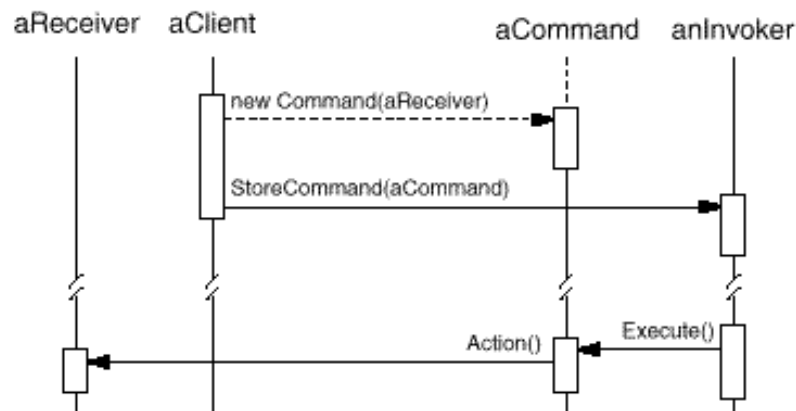 aReceiver aClient aCommand anInvoker
new Command(aReceiver)
StoreCommand(aCommand)
Execute()
Action()